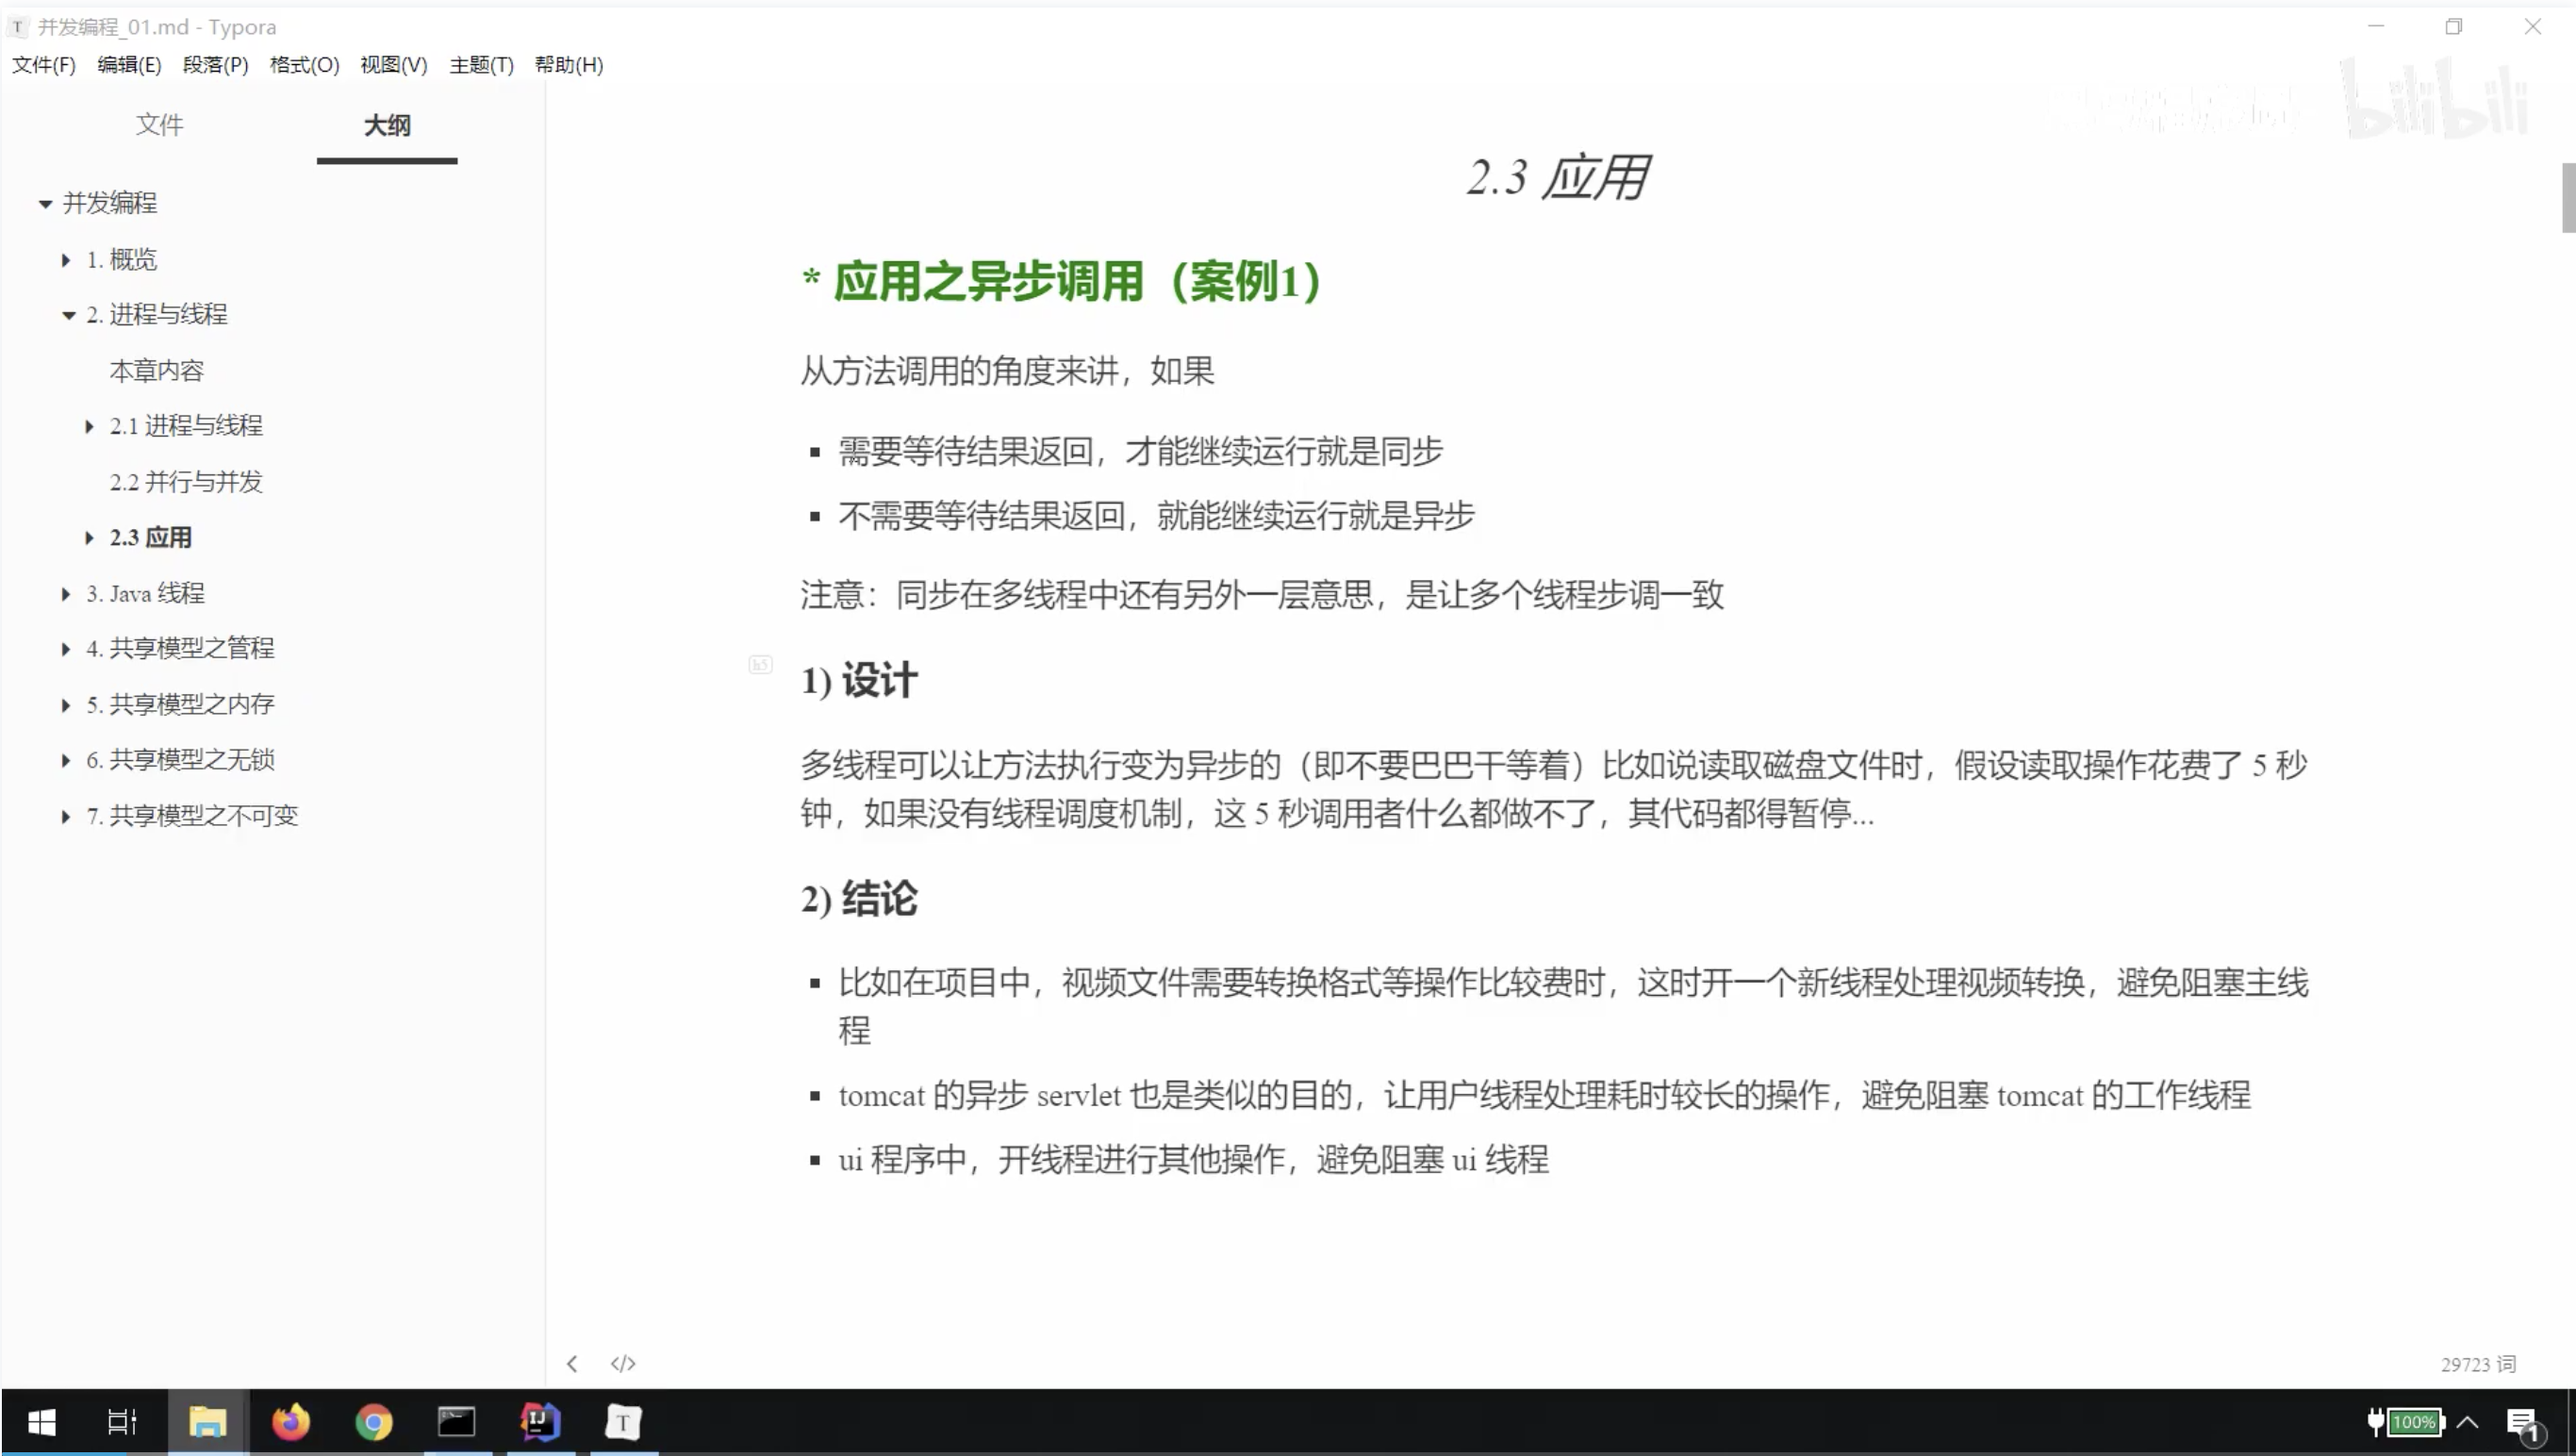 并发编程_01.md - Typora
文件(F) 编辑(E) 段落(P) 格式(O) 视图(V) 主题(T) 帮助(H)
文件 大纲
并发编程
1. 概览
2. 进程与线程
本章内容
2.1 进程与线程
2.2 并行与并发
2.3 应用
3. Java 线程
4. 共享模型之管程
5. 共享模型之内存
6. 共享模型之无锁
7. 共享模型之不可变
bilibili
2.3 应用
* 应用之异步调用（案例1）
从方法调用的角度来讲，如果
需要等待结果返回，才能继续运行就是同步
不需要等待结果返回，就能继续运行就是异步
注意：同步在多线程中还有另外一层意思，是让多个线程步调一致
h5
1) 设计
多线程可以让方法执行变为异步的（即不要巴巴干等着）比如说读取磁盘文件时，假设读取操作花费了 5 秒
钟，如果没有线程调度机制，这 5 秒调用者什么都做不了，其代码都得暂停...
2) 结论
比如在项目中，视频文件需要转换格式等操作比较费时，这时开一个新线程处理视频转换，避免阻塞主线
程
tomcat 的异步 servlet 也是类似的目的，让用户线程处理耗时较长的操作，避免阻塞 tomcat 的工作线程
ui 程序中，开线程进行其他操作，避免阻塞 ui 线程
29723 词
100%
1